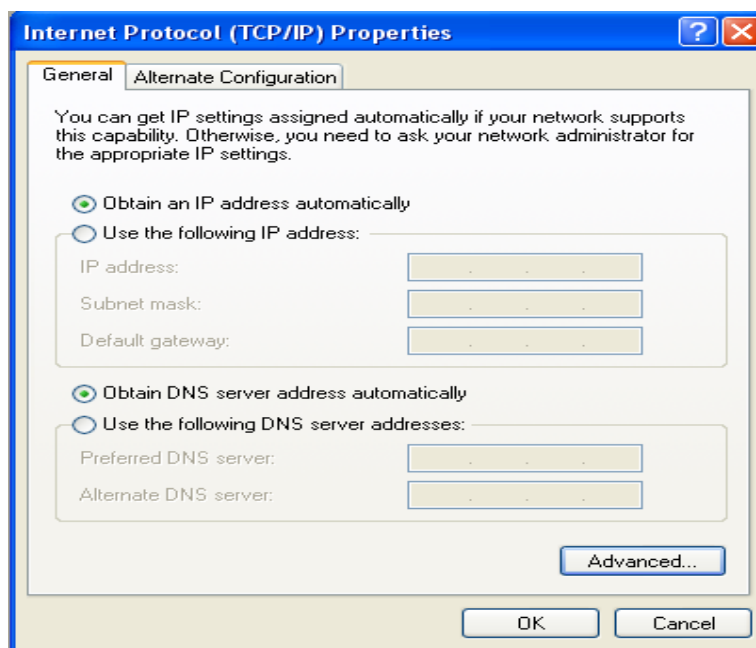 Internet Protocol (TCP/IP) Properties
General
Alternate Configuration
You can get IP settings assigned automatically if your network supports
this capability. Otherwise, you need to ask your network administrator for
the appropriate IP settings.
Obtain an IP address automatically
Use the following IP address:
IP address:
Subnet mask:
Default gateway:
Obtain DNS server address automatically
Use the following DNS server addresses:
Preferred DNS server:
Alternate DNS server:
Advanced...
OK
Cancel